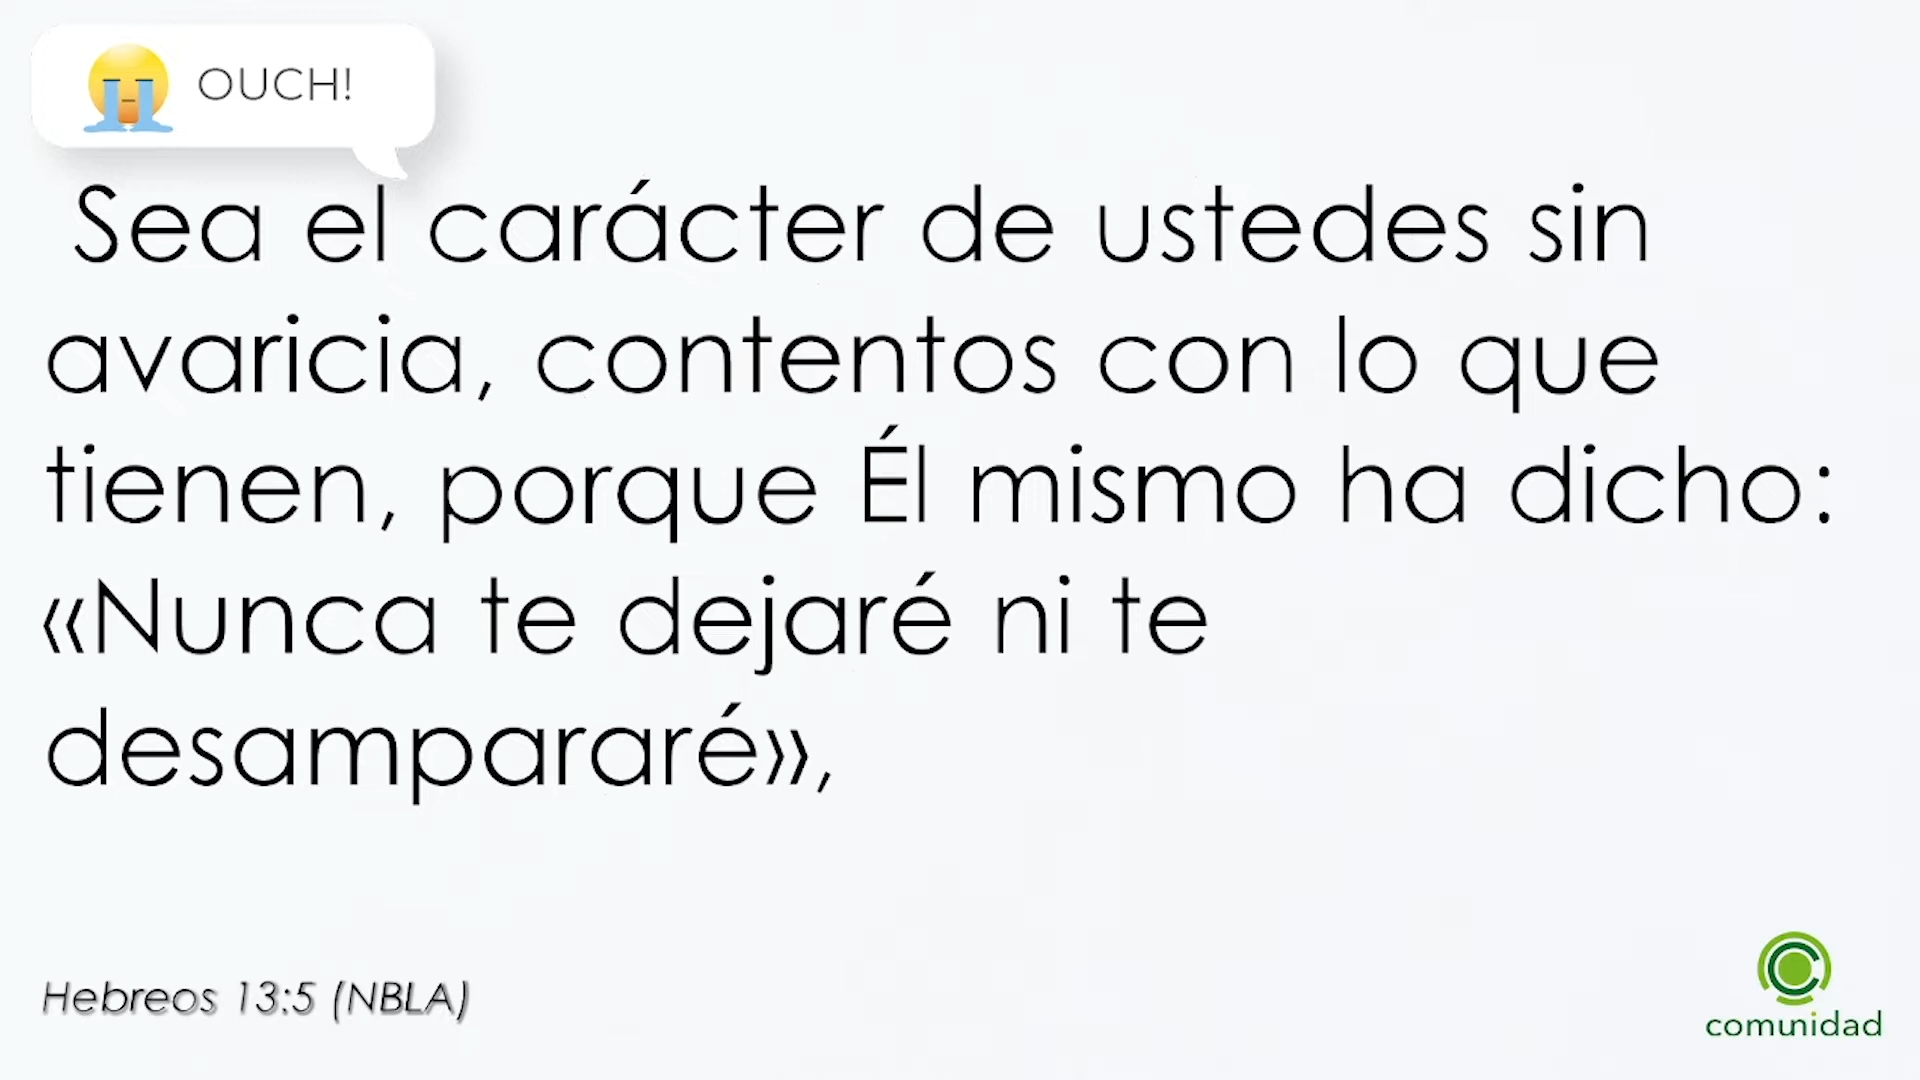 OUCH!
Sea el carácter de ustedes sin
avaricia, contentos con lo que
tienen, porque Él mismo ha dicho:
«Nunca te dejaré ni te
desampararé»,
Hebreos 13:5 (NBLA)
comunidad